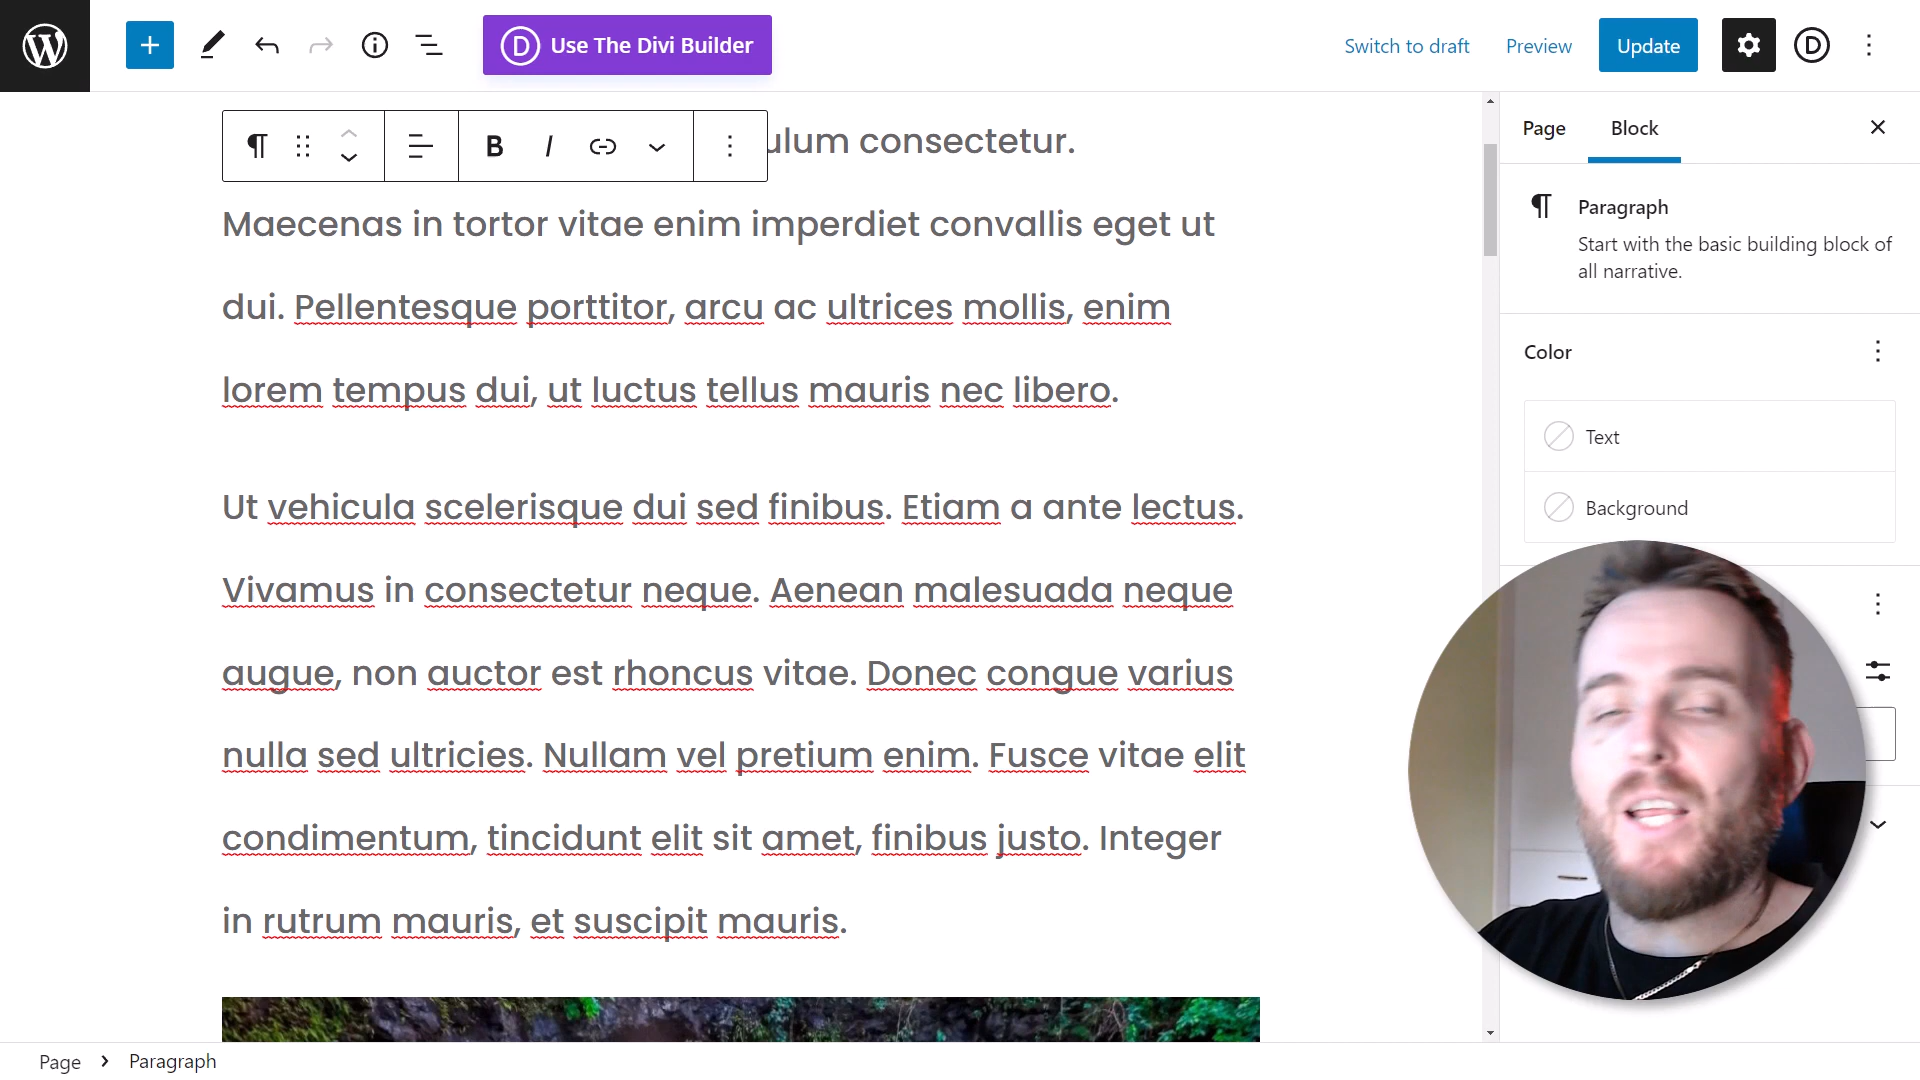 Use The Divi Builder
Switch to draft
Preview
Update
B
I
ulum consectetur.
Maecenas in tortor vitae enim imperdiet convallis eget ut
dui. Pellentesque porttitor, arcu ac ultrices mollis, enim
lorem tempus dui, ut luctus tellus mauris nec libero.
Ut vehicula scelerisque dui sed finibus. Etiam a ante lectus.
Vivamus in consectetur neque. Aenean malesuada neque
augue, non auctor est rhoncus vitae. Donec congue varius
nulla sed ultricies. Nullam vel pretium enim. Fusce vitae elit
condimentum, tincidunt elit sit amet, finibus justo. Integer
in rutrum mauris, et suscipit mauris.
Page
Block
Paragraph
Start with the basic building block of
all narrative.
Color
Text
Background
Page
Paragraph